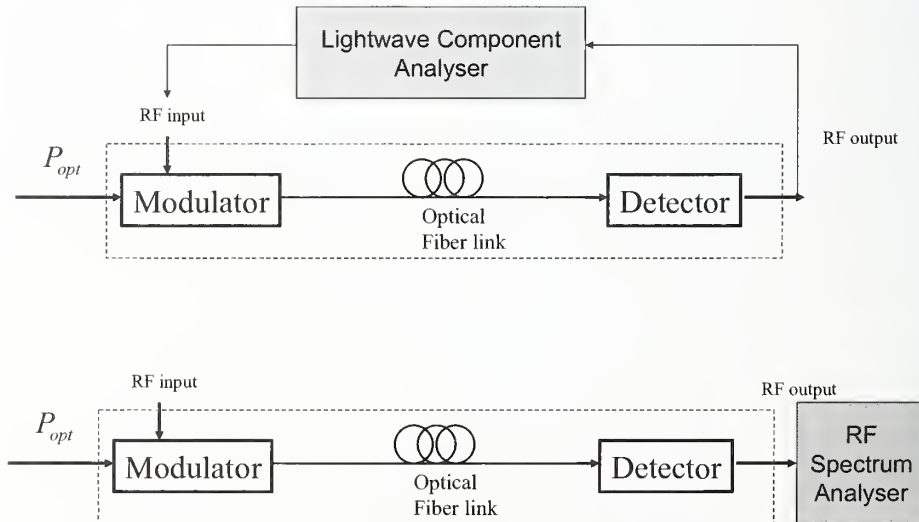 Lightwave Component
Analyser
RF input
RF output
P_opt
Modulator
Detector
Optical
Fiber link
RF input
RF output
P_opt
Modulator
Detector
RF
Spectrum
Analyser
Optical
Fiber link